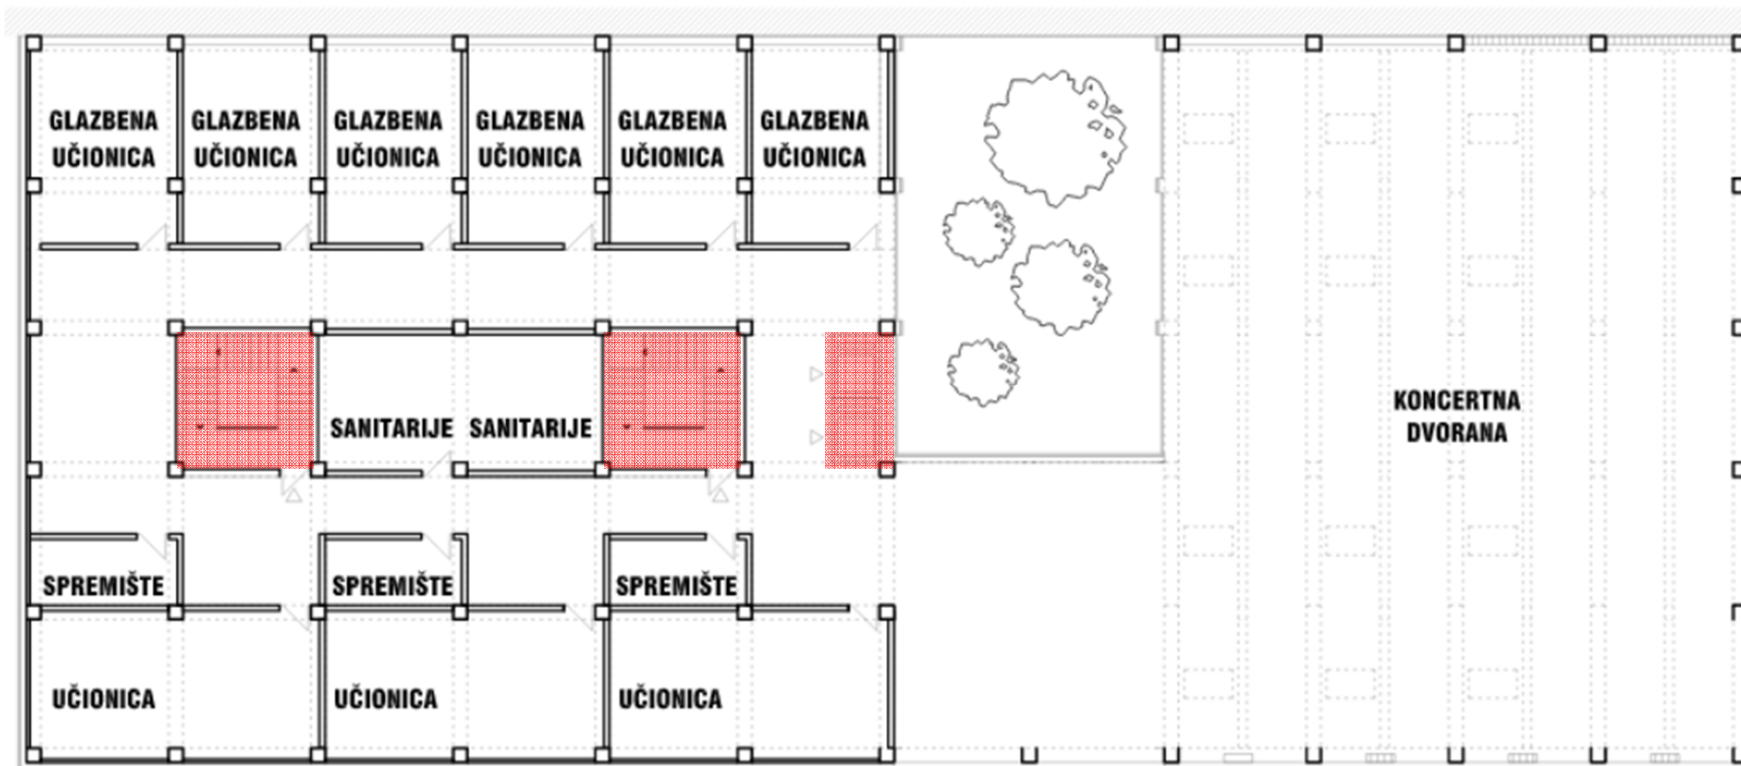 GLAZBENA
UČIONICA
GLAZBENA
UČIONICA
GLAZBENA
UČIONICA
GLAZBENA
UČIONICA
GLAZBENA
UČIONICA
GLAZBENA
UČIONICA
SANITARIJE
SANITARIJE
KONCERTNA
DVORANA
SPREMIŠTE
SPREMIŠTE
SPREMIŠTE
UČIONICA
UČIONICA
UČIONICA